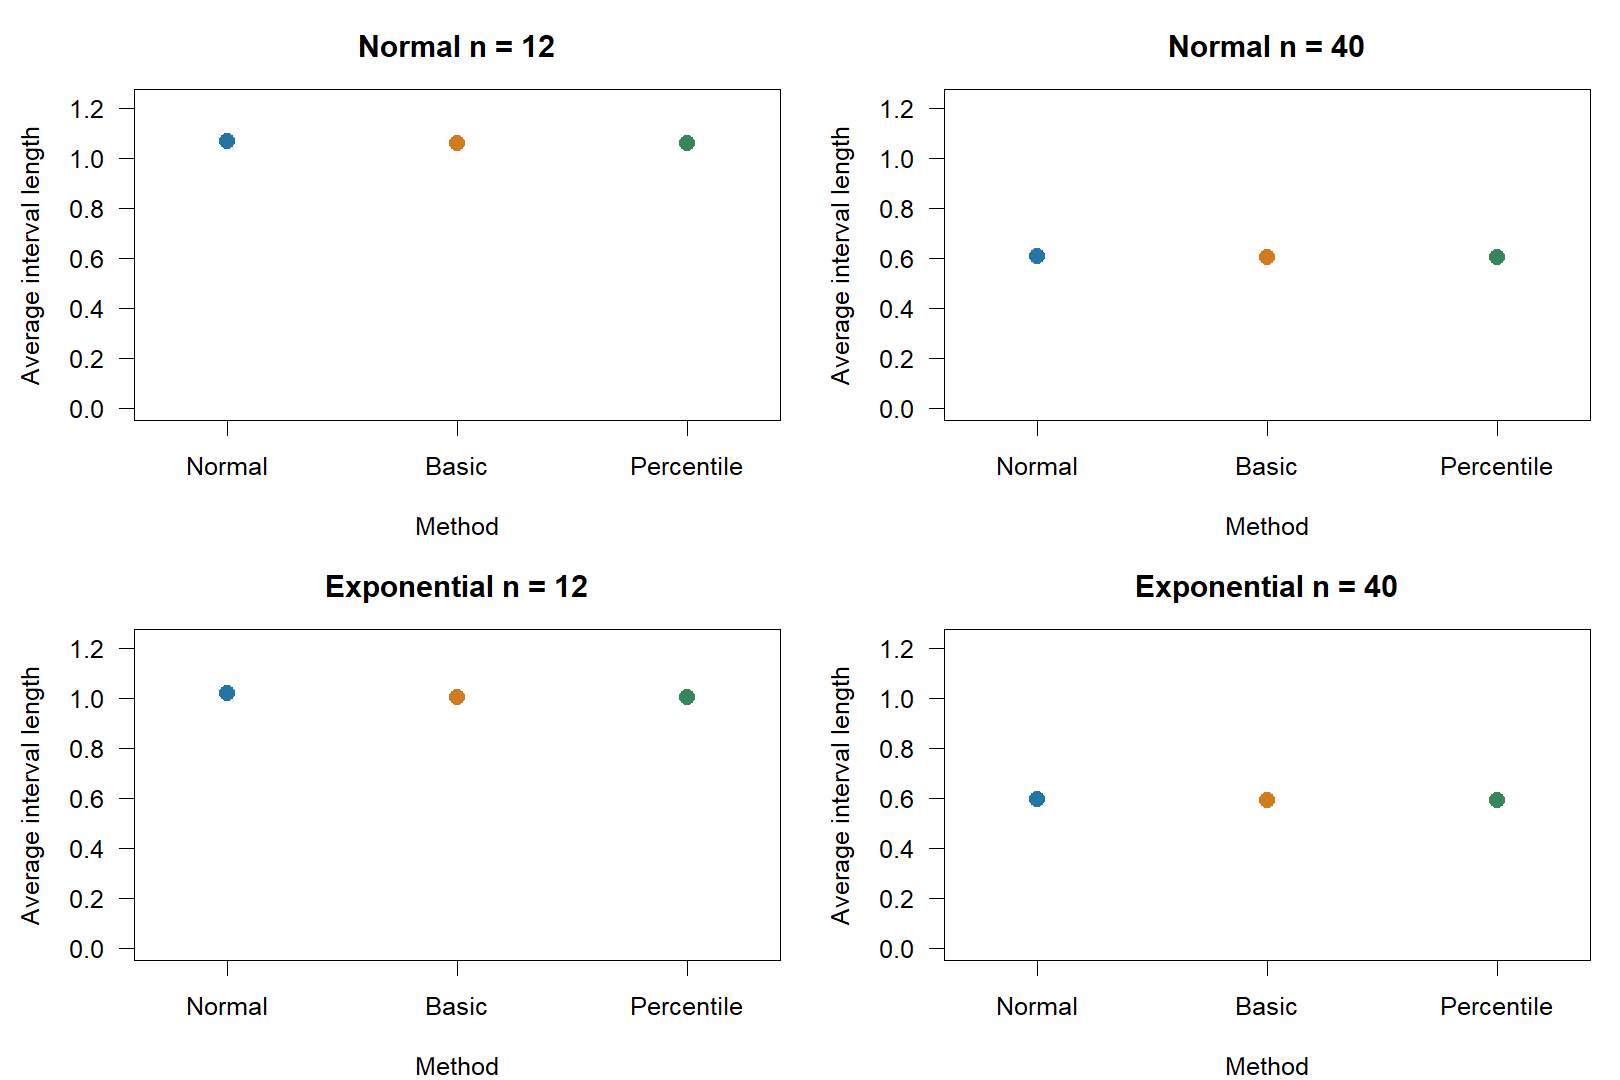 Normal n = 12
Average interval length
1.2
1.0
0.8
0.6
0.4
0.2
0.0
Normal Basic Percentile
Method
Normal n = 40
Average interval length
1.2
1.0
0.8
0.6
0.4
0.2
0.0
Normal Basic Percentile
Method
Exponential n = 12
Average interval length
1.2
1.0
0.8
0.6
0.4
0.2
0.0
Normal Basic Percentile
Method
Exponential n = 40
Average interval length
1.2
1.0
0.8
0.6
0.4
0.2
0.0
Normal Basic Percentile
Method